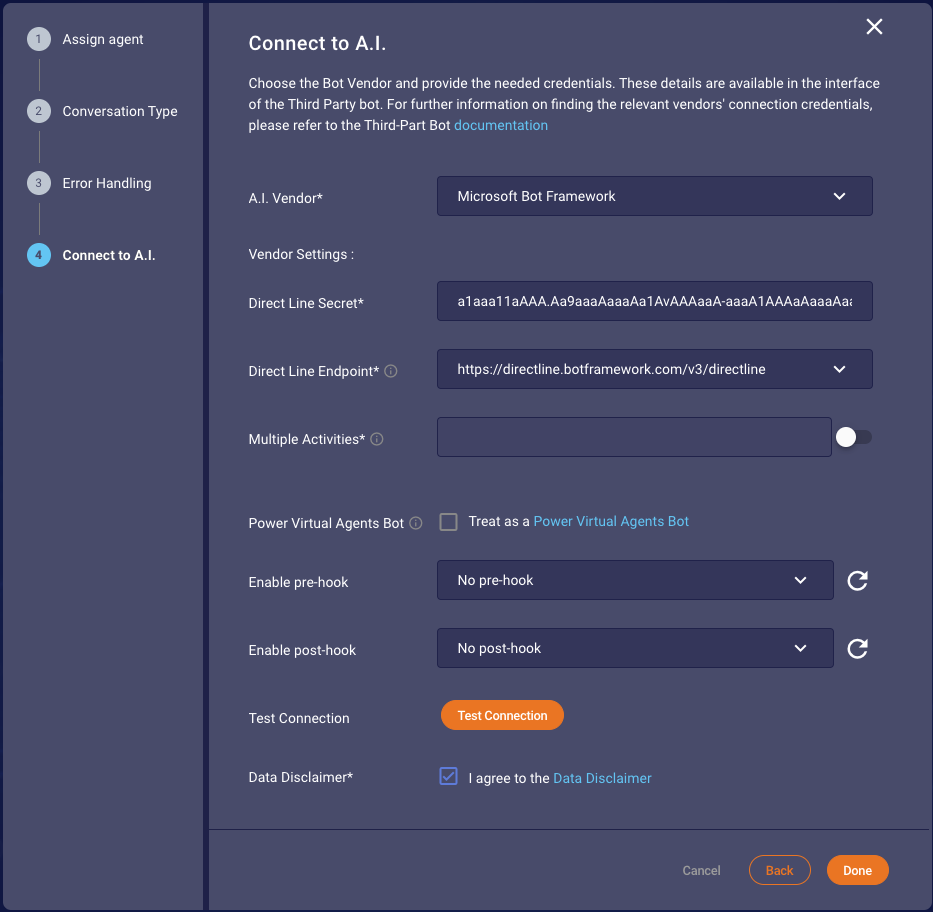 1 Assign agent
2 Conversation Type
3 Error Handling
4 Connect to A.I.
Connect to A.I.
Choose the Bot Vendor and provide the needed credentials. These details are available in the interface
of the Third Party bot. For further information on finding the relevant vendors' connection credentials,
please refer to the Third-Part Bot documentation
A.I. Vendor* Microsoft Bot Framework
Vendor Settings :
Direct Line Secret* a1aaa11aAAA.Aa9aaaAaaaAa1AvAAAaaA-aaaA1AAAaAaaaAaa
Direct Line Endpoint* https://directline.botframework.com/v3/directline
Multiple Activities*
Power Virtual Agents Bot Treat as a Power Virtual Agents Bot
Enable pre-hook No pre-hook
Enable post-hook No post-hook
Test Connection Test Connection
Data Disclaimer* I agree to the Data Disclaimer
Cancel Back Done